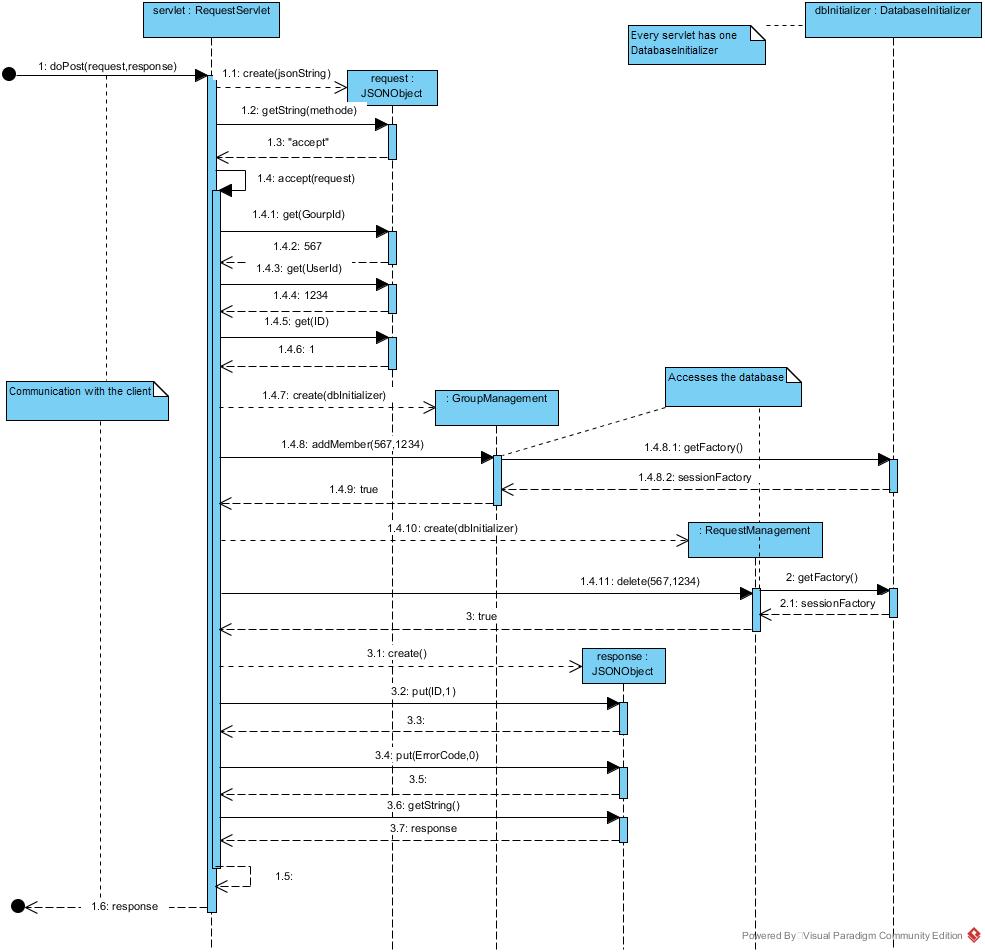 servlet : RequestServlet
dbInitializer : DatabaseInitializer
Every servlet has one
DatabaseInitializer
1: doPost(request,response)
1.1: create(jsonString)
request :
JSONObject
1.2: getString(methode)
1.3: "accept"
1.4: accept(request)
1.4.1: get(GourpId)
1.4.2: 567
1.4.3: get(UserId)
1.4.4: 1234
1.4.5: get(ID)
1.4.6: 1
Communication with the client
Accesses the database
1.4.7: create(dbInitializer)
: GroupManagement
1.4.8: addMember(567,1234)
1.4.8.1: getFactory()
1.4.8.2: sessionFactory
1.4.9: true
1.4.10: create(dbInitializer)
: RequestManagement
1.4.11: delete(567,1234)
2: getFactory()
2.1: sessionFactory
3: true
3.1: create()
response :
JSONObject
3.2: put(ID,1)
3.3:
3.4: put(ErrorCode,0)
3.5:
3.6: getString()
3.7: response
1.5:
1.6: response
Powered By Visual Paradigm Community Edition